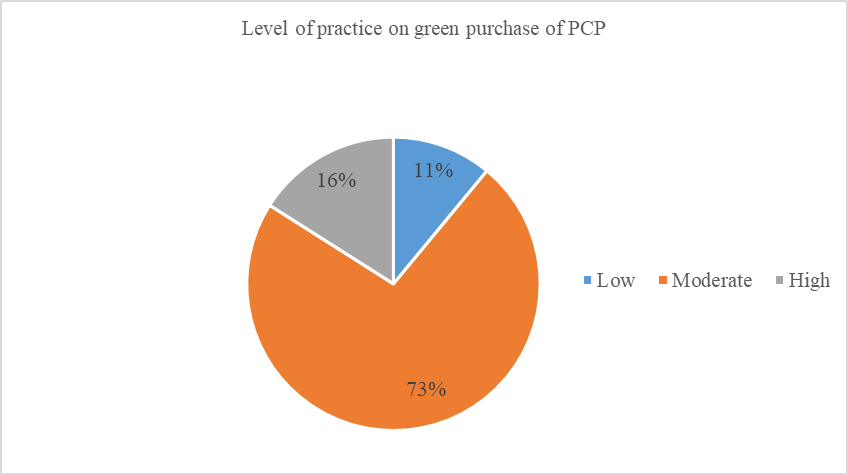 Level of practice on green purchase of PCP
11%
16%
73%
Low Moderate High